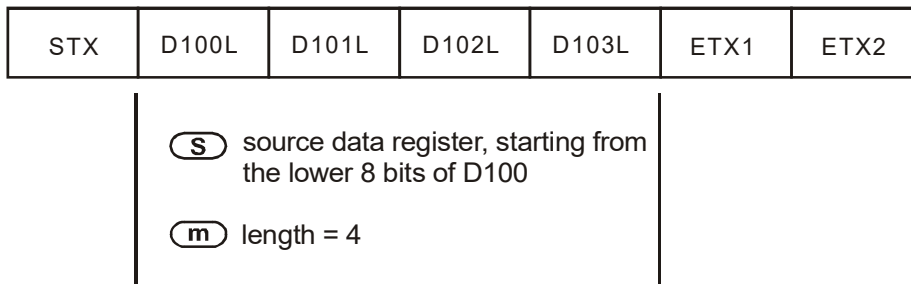 STX D100L D101L D102L D103L ETX1 ETX2
S source data register, starting from
the lower 8 bits of D100
m length = 4